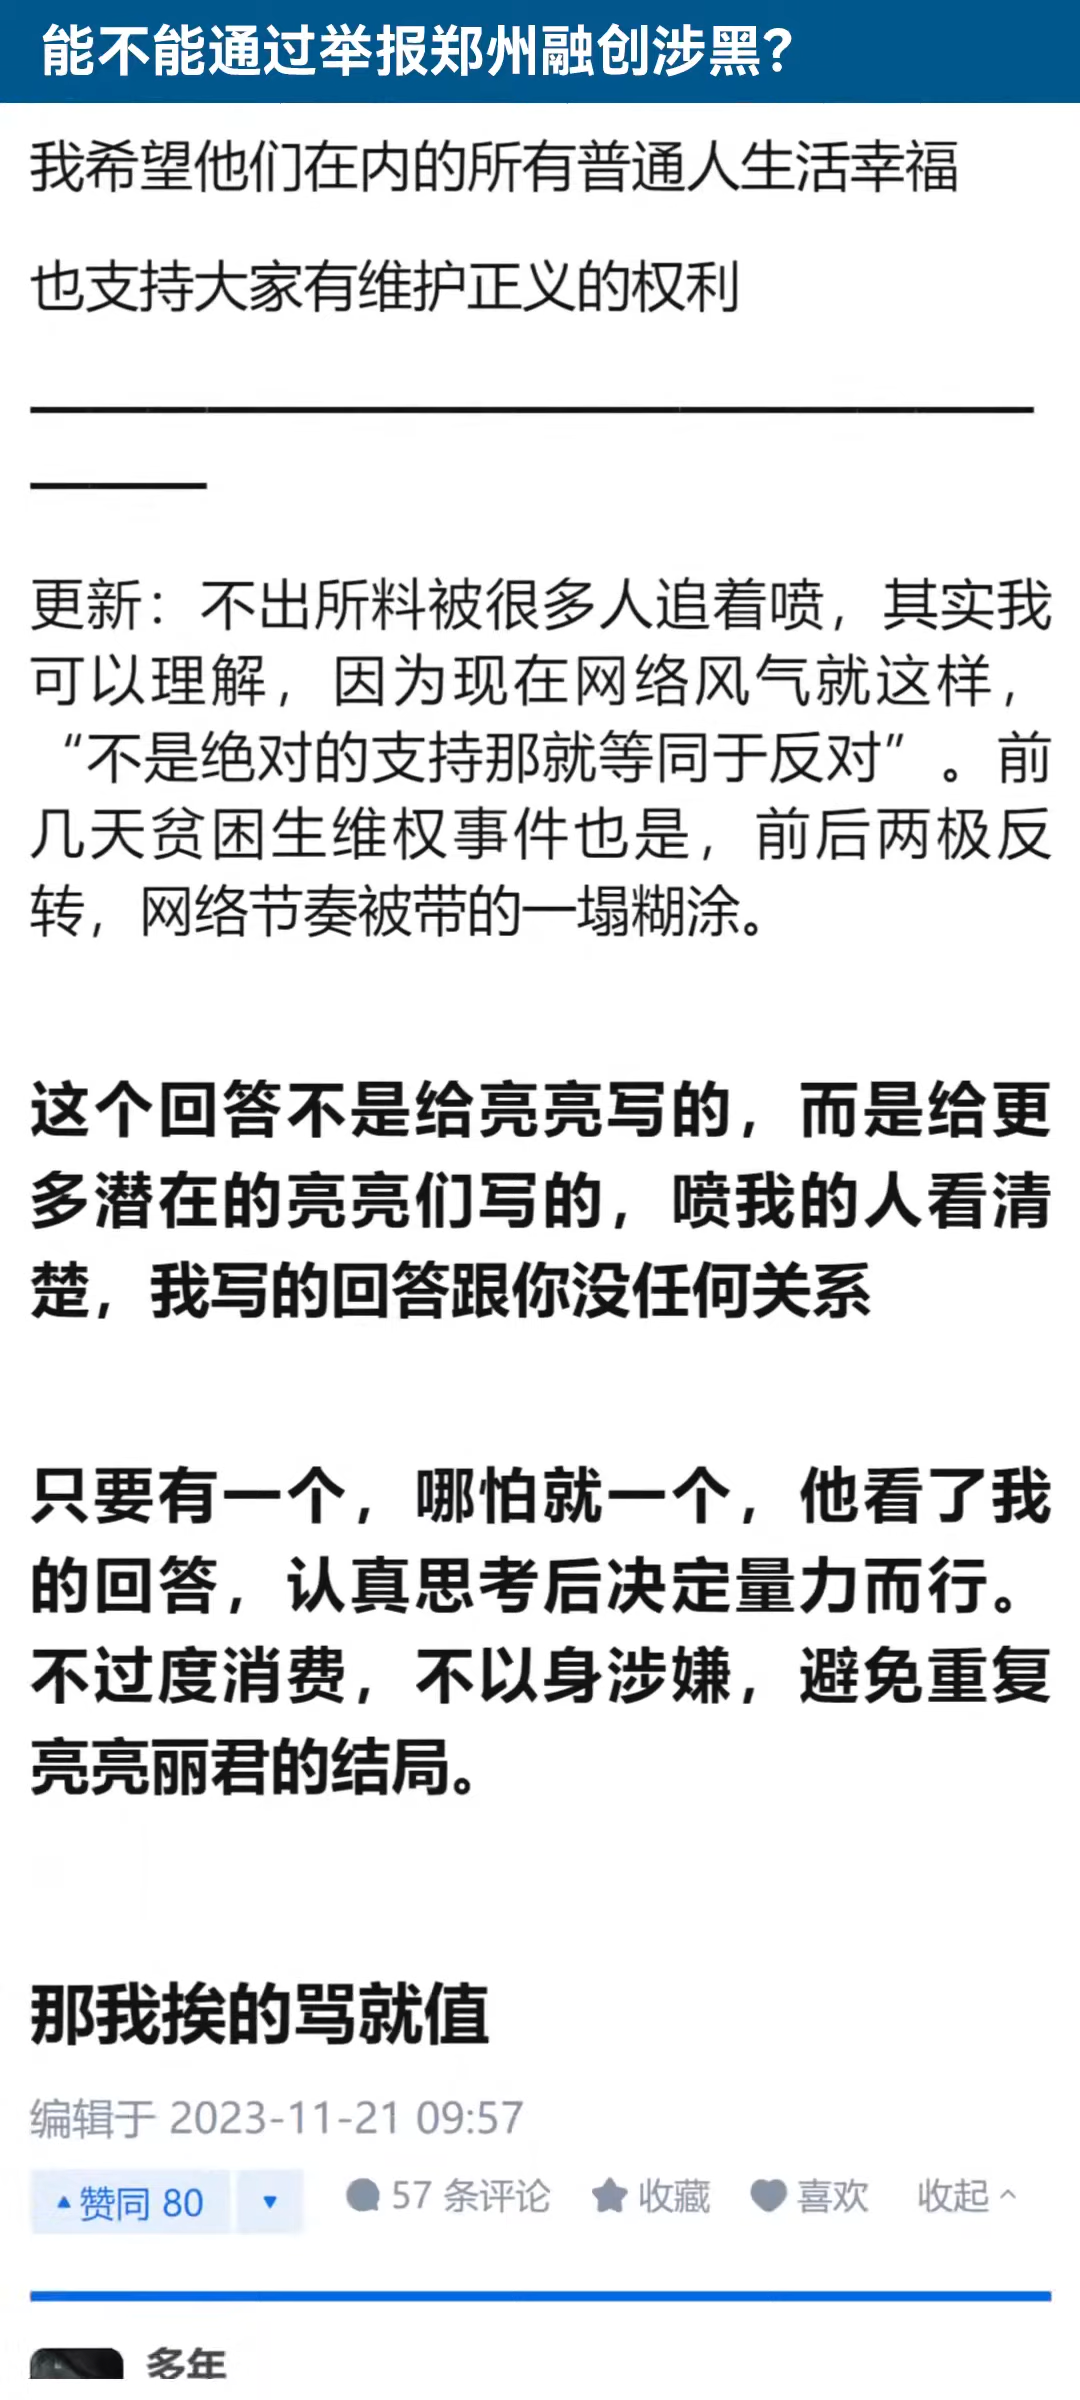 能不能通过举报郑州融创涉黑?
我希望他们在内的所有普通人生活幸福
也支持大家有维护正义的权利
更新：不出所料被很多人追着喷，其实我
可以理解，因为现在网络风气就这样，
“不是绝对的支持那就等同于反对”。前
几天贫困生维权事件也是，前后两极反
转，网络节奏被带的一塌糊涂。
这个回答不是给亮亮写的，而是给更
多潜在的亮亮们写的，喷我的人看清
楚，我写的回答跟你没任何关系
只要有一个，哪怕就一个，他看了我
的回答，认真思考后决定量力而行。
不过度消费，不以身涉嫌，避免重复
亮亮丽君的结局。
那我挨的骂就值
编辑于 2023-11-21 09:57
赞同 80 57 条评论 收藏 喜欢 收起
多年